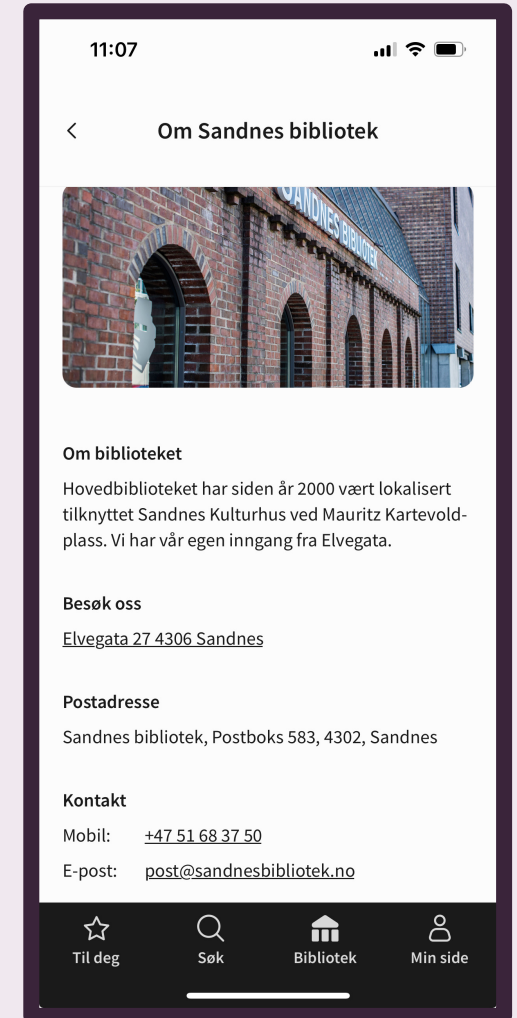 11:07
Om Sandnes bibliotek
SANDNES BIBLIOTEK
Om biblioteket
Hovedbiblioteket har siden år 2000 vært lokalisert
tilknyttet Sandnes Kulturhus ved Mauritz Kartevold-
plass. Vi har vår egen inngang fra Elvegata.
Besøk oss
Elvegata 27 4306 Sandnes
Postadresse
Sandnes bibliotek, Postboks 583, 4302, Sandnes
Kontakt
Mobil: +47 51 68 37 50
E-post: post@sandnesbibliotek.no
Til deg Søk Bibliotek Min side